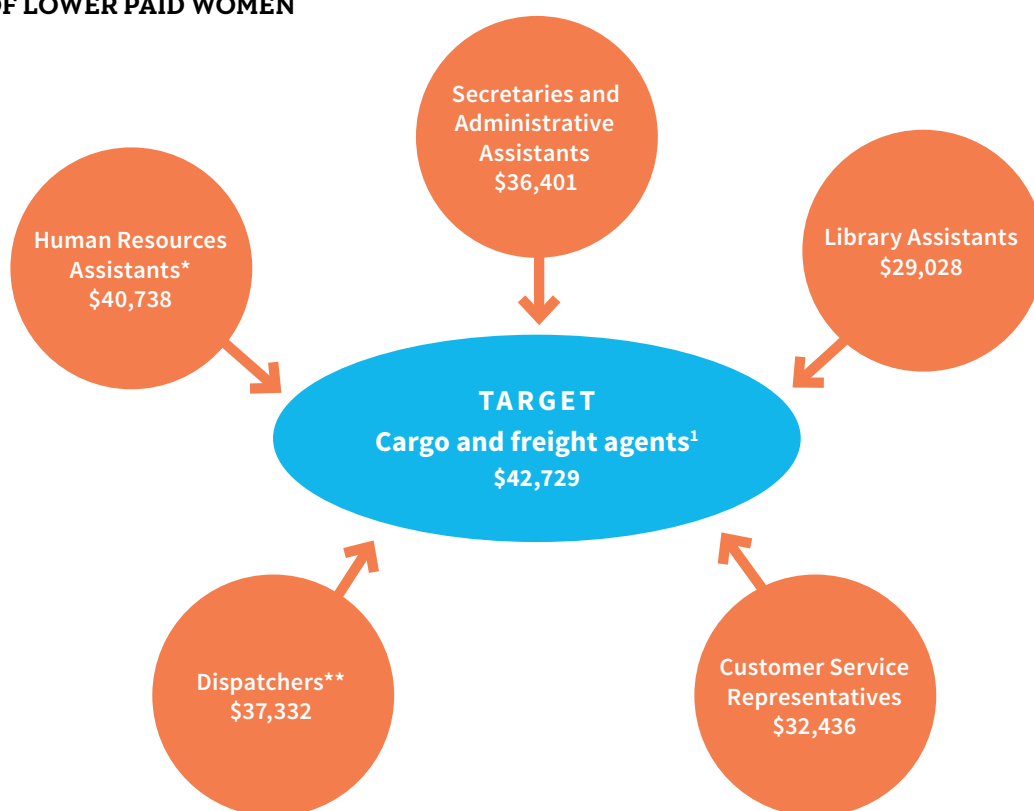 OF LOWER PAID WOMEN
Secretaries and
Administrative
Assistants
$36,401
Human Resources
Assistants*
$40,738
Library Assistants
$29,028
TARGET
Cargo and freight agents¹
$42,729
Dispatchers**
$37,332
Customer Service
Representatives
$32,436